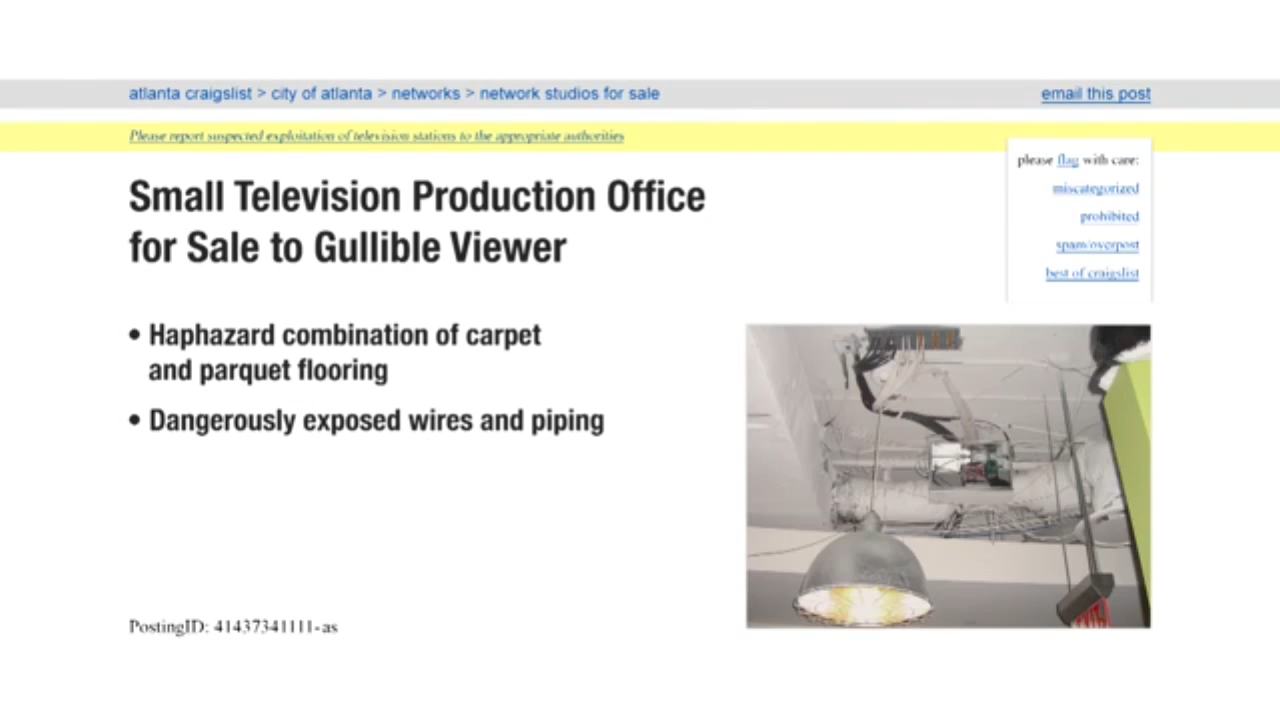 atlanta craigslist > city of atlanta > networks > network studios for sale
email this post
Please report suspected exploitation of television stations to the appropriate authorities
please flag with care:
miscategorized
prohibited
spam/overpost
best of craigslist
Small Television Production Office
for Sale to Gullible Viewer
• Haphazard combination of carpet
and parquet flooring
• Dangerously exposed wires and piping
PostingID: 41437341111-as